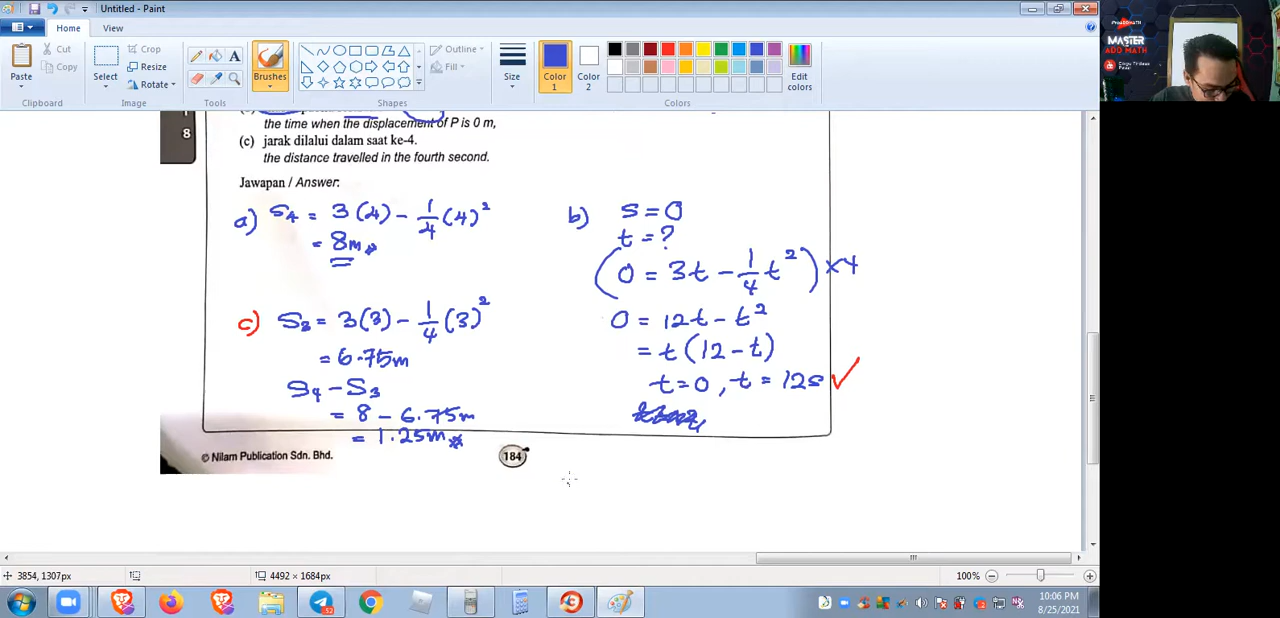 Untitled - Paint
Home
View
Cut
Copy
Paste
Clipboard
Select
Crop
Resize
Rotate
Image
Tools
Brushes
Outline
Fill
Shapes
Size
Color 1
Color 2
Edit colors
Colors
MASTER
ADD MATH
8
the time when the displacement of P is 0 m,
(c) jarak dilalui dalam saat ke-4.
the distance travelled in the fourth second.
Jawapan / Answer:
a) S₄ = 3(4) - 1/4 (4)²
= 8m
c) S₃ = 3(3) - 1/4 (3)²
= 6.75m
S₄ - S₃
= 8 - 6.75m
= 1.25m
b) s = 0
t = ?
(0 = 3t - 1/4 t²) ×4
0 = 12t - t²
= t(12 - t)
t = 0, t = 12s ✓
© Nilam Publication Sdn. Bhd.
184
3854, 1307px
4492 × 1684px
100%
10:06 PM
8/25/2021